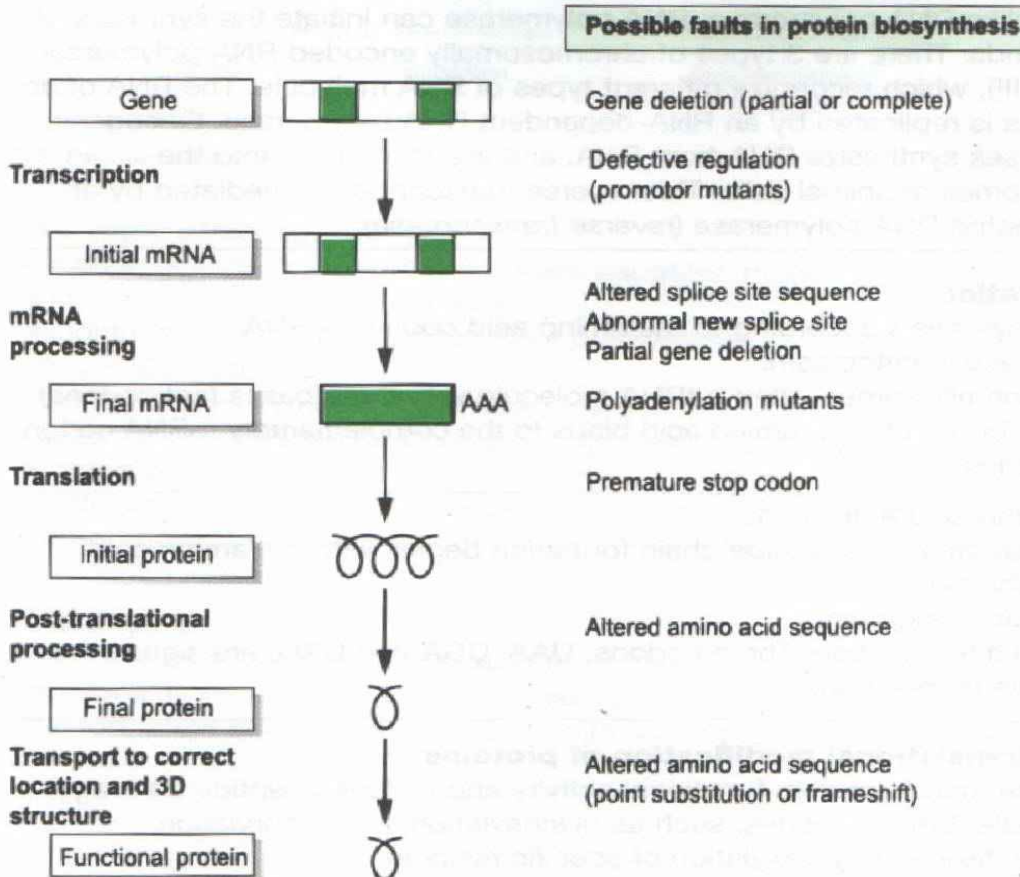 Possible faults in protein biosynthesis
Gene
Gene deletion (partial or complete)
Transcription
Defective regulation
(promotor mutants)
Initial mRNA
Altered splice site sequence
mRNA
processing
Abnormal new splice site
Partial gene deletion
Final mRNA
AAA
Polyadenylation mutants
Translation
Premature stop codon
Initial protein
Post-translational
processing
Altered amino acid sequence
Final protein
Transport to correct
location and 3D
structure
Altered amino acid sequence
(point substitution or frameshift)
Functional protein